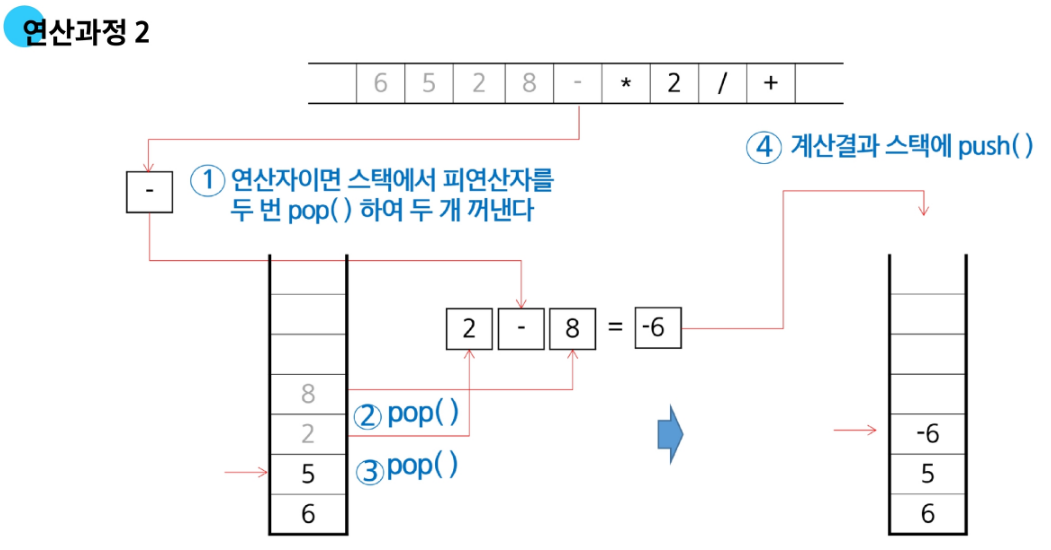 연산과정 2
6 5 2 8 - * 2 / +
④ 계산결과 스택에 push( )
-
① 연산자이면 스택에서 피연산자를
두 번 pop( ) 하여 두 개 꺼낸다
2 - 8 = -6
8
② pop( )
2
③ pop( )
5
6
-6
5
6